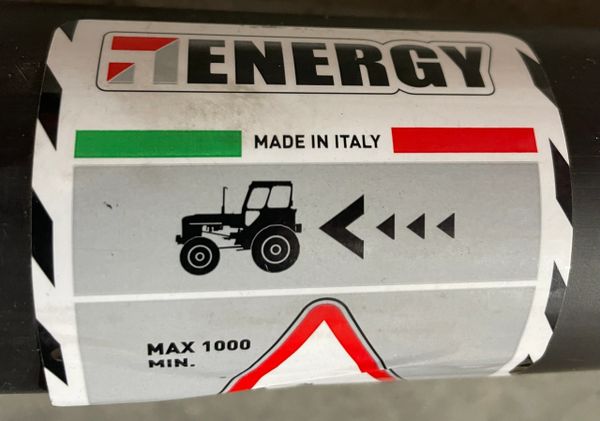 ENERGY
MADE IN ITALY
MAX 1000
MIN.